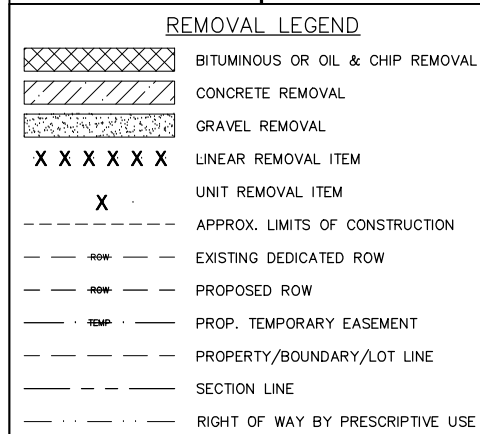 REMOVAL LEGEND
BITUMINOUS OR OIL & CHIP REMOVAL
CONCRETE REMOVAL
GRAVEL REMOVAL
X X X X X X LINEAR REMOVAL ITEM
X UNIT REMOVAL ITEM
APPROX. LIMITS OF CONSTRUCTION
ROW EXISTING DEDICATED ROW
ROW PROPOSED ROW
TEMP PROP. TEMPORARY EASEMENT
PROPERTY/BOUNDARY/LOT LINE
SECTION LINE
RIGHT OF WAY BY PRESCRIPTIVE USE